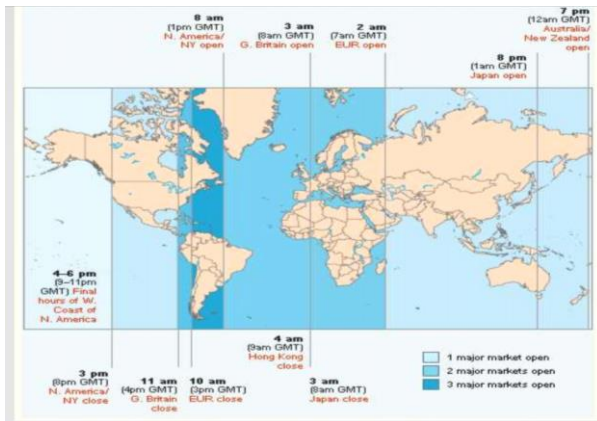 8 am
(1pm GMT)
N. America/
NY open
3 am
(8am GMT)
G. Britain open
2 am
(7am GMT)
EUR open
7 pm
(12am GMT)
Australia/
New Zealand
open
8 pm
(1am GMT)
Japan open
4–6 pm
(9–11pm
GMT) Final
hours of W.
Coast of
N. America
3 pm
(8pm GMT)
N. America/
NY close
11 am
(4pm GMT)
G. Britain
close
10 am
(3pm GMT)
EUR close
4 am
(9am GMT)
Hong Kong
close
3 am
(8am GMT)
Japan close
1 major market open
2 major markets open
3 major markets open